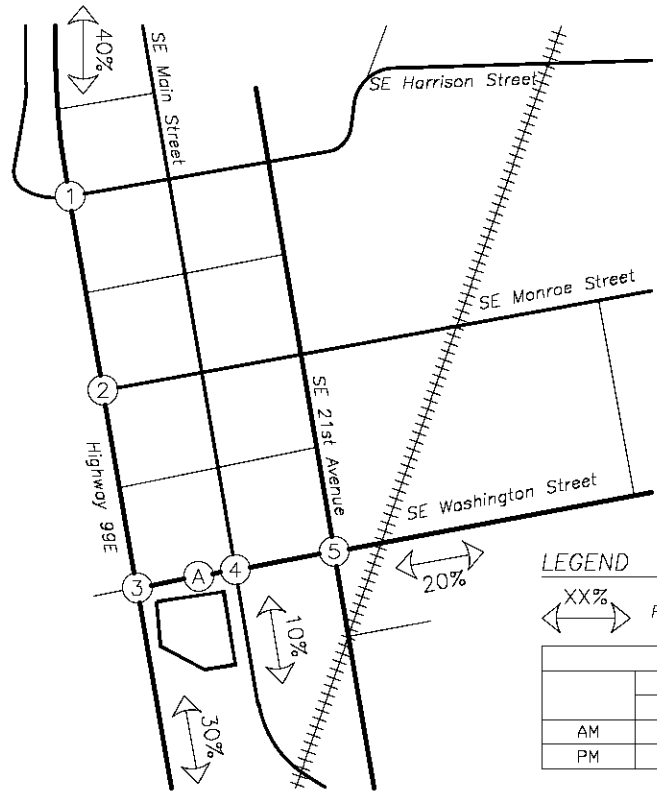 40%
SE Main Street
SE Harrison Street
1
SE Monroe Street
2
SE 21st Avenue
Highway 99E
SE Washington Street
3
A
4
5
20%
10%
30%
LEGEND
XX%
AM
PM